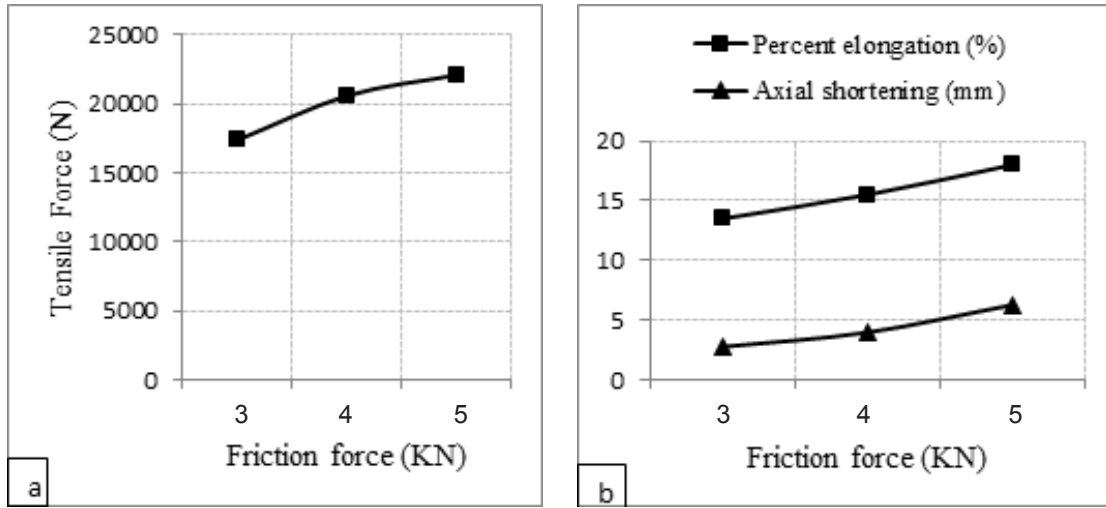 25000
20000
15000
10000
5000
0
Tensile Force (N)
3 4 5
Friction force (KN)
a
Percent elongation (%)
Axial shortening (mm)
20
15
10
5
0
3 4 5
Friction force (KN)
b